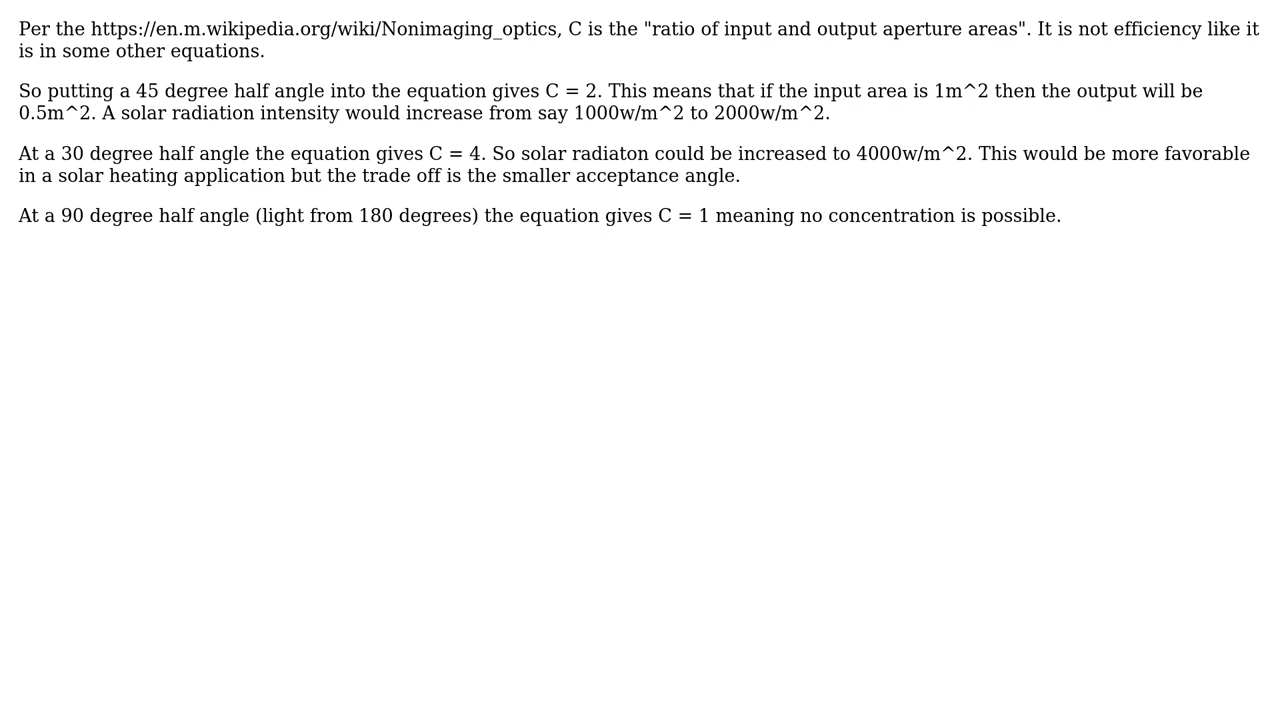 Per the https://en.m.wikipedia.org/wiki/Nonimaging_optics, C is the "ratio of input and output aperture areas". It is not efficiency like it
is in some other equations.
So putting a 45 degree half angle into the equation gives C = 2. This means that if the input area is 1m^2 then the output will be
0.5m^2. A solar radiation intensity would increase from say 1000w/m^2 to 2000w/m^2.
At a 30 degree half angle the equation gives C = 4. So solar radiaton could be increased to 4000w/m^2. This would be more favorable
in a solar heating application but the trade off is the smaller acceptance angle.
At a 90 degree half angle (light from 180 degrees) the equation gives C = 1 meaning no concentration is possible.